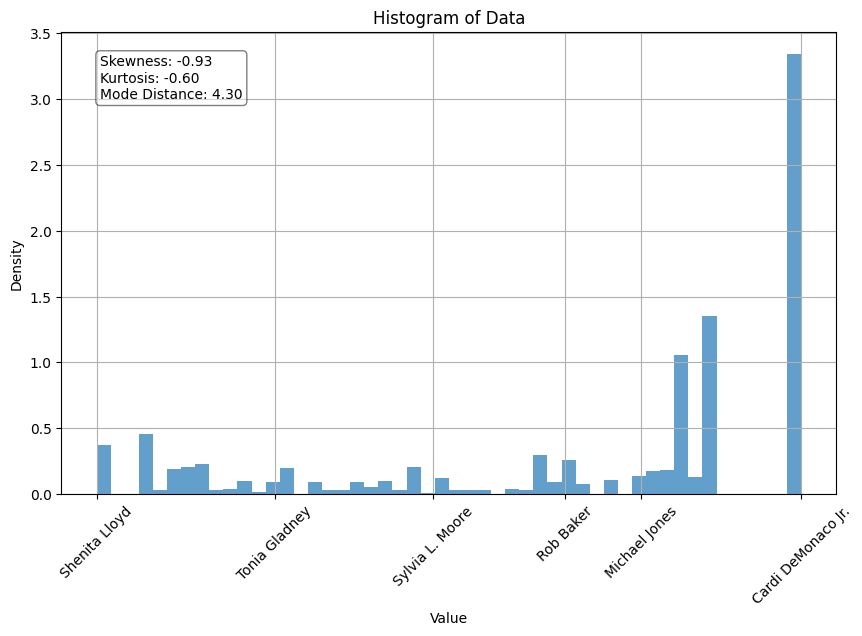 Histogram of Data
Skewness: -0.93
Kurtosis: -0.60
Mode Distance: 4.30
Density
3.5
3.0
2.5
2.0
1.5
1.0
0.5
0.0
Shenita Lloyd
Tonia Gladney
Sylvia L. Moore
Rob Baker
Michael Jones
Cardi DeMonaco Jr.
Value